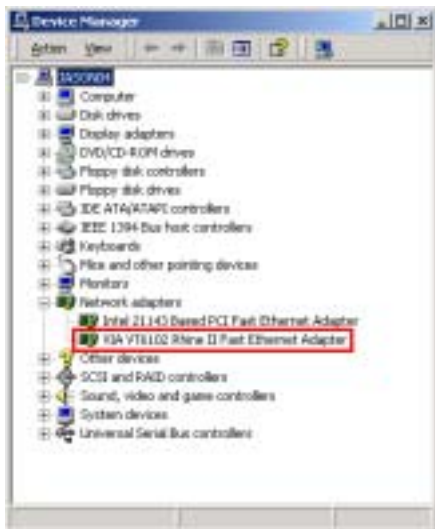 Device Manager
Action View
JASON04
Computer
Disk drives
Display adapters
DVD/CD-ROM drives
Floppy disk controllers
Floppy disk drives
IDE ATA/ATAPI controllers
IEEE 1394 Bus host controllers
Keyboards
Mice and other pointing devices
Monitors
Network adapters
Intel 21143 Based PCI Fast Ethernet Adapter
VIA VT6102 Rhine II Fast Ethernet Adapter
Other devices
SCSI and RAID controllers
Sound, video and game controllers
System devices
Universal Serial Bus controllers